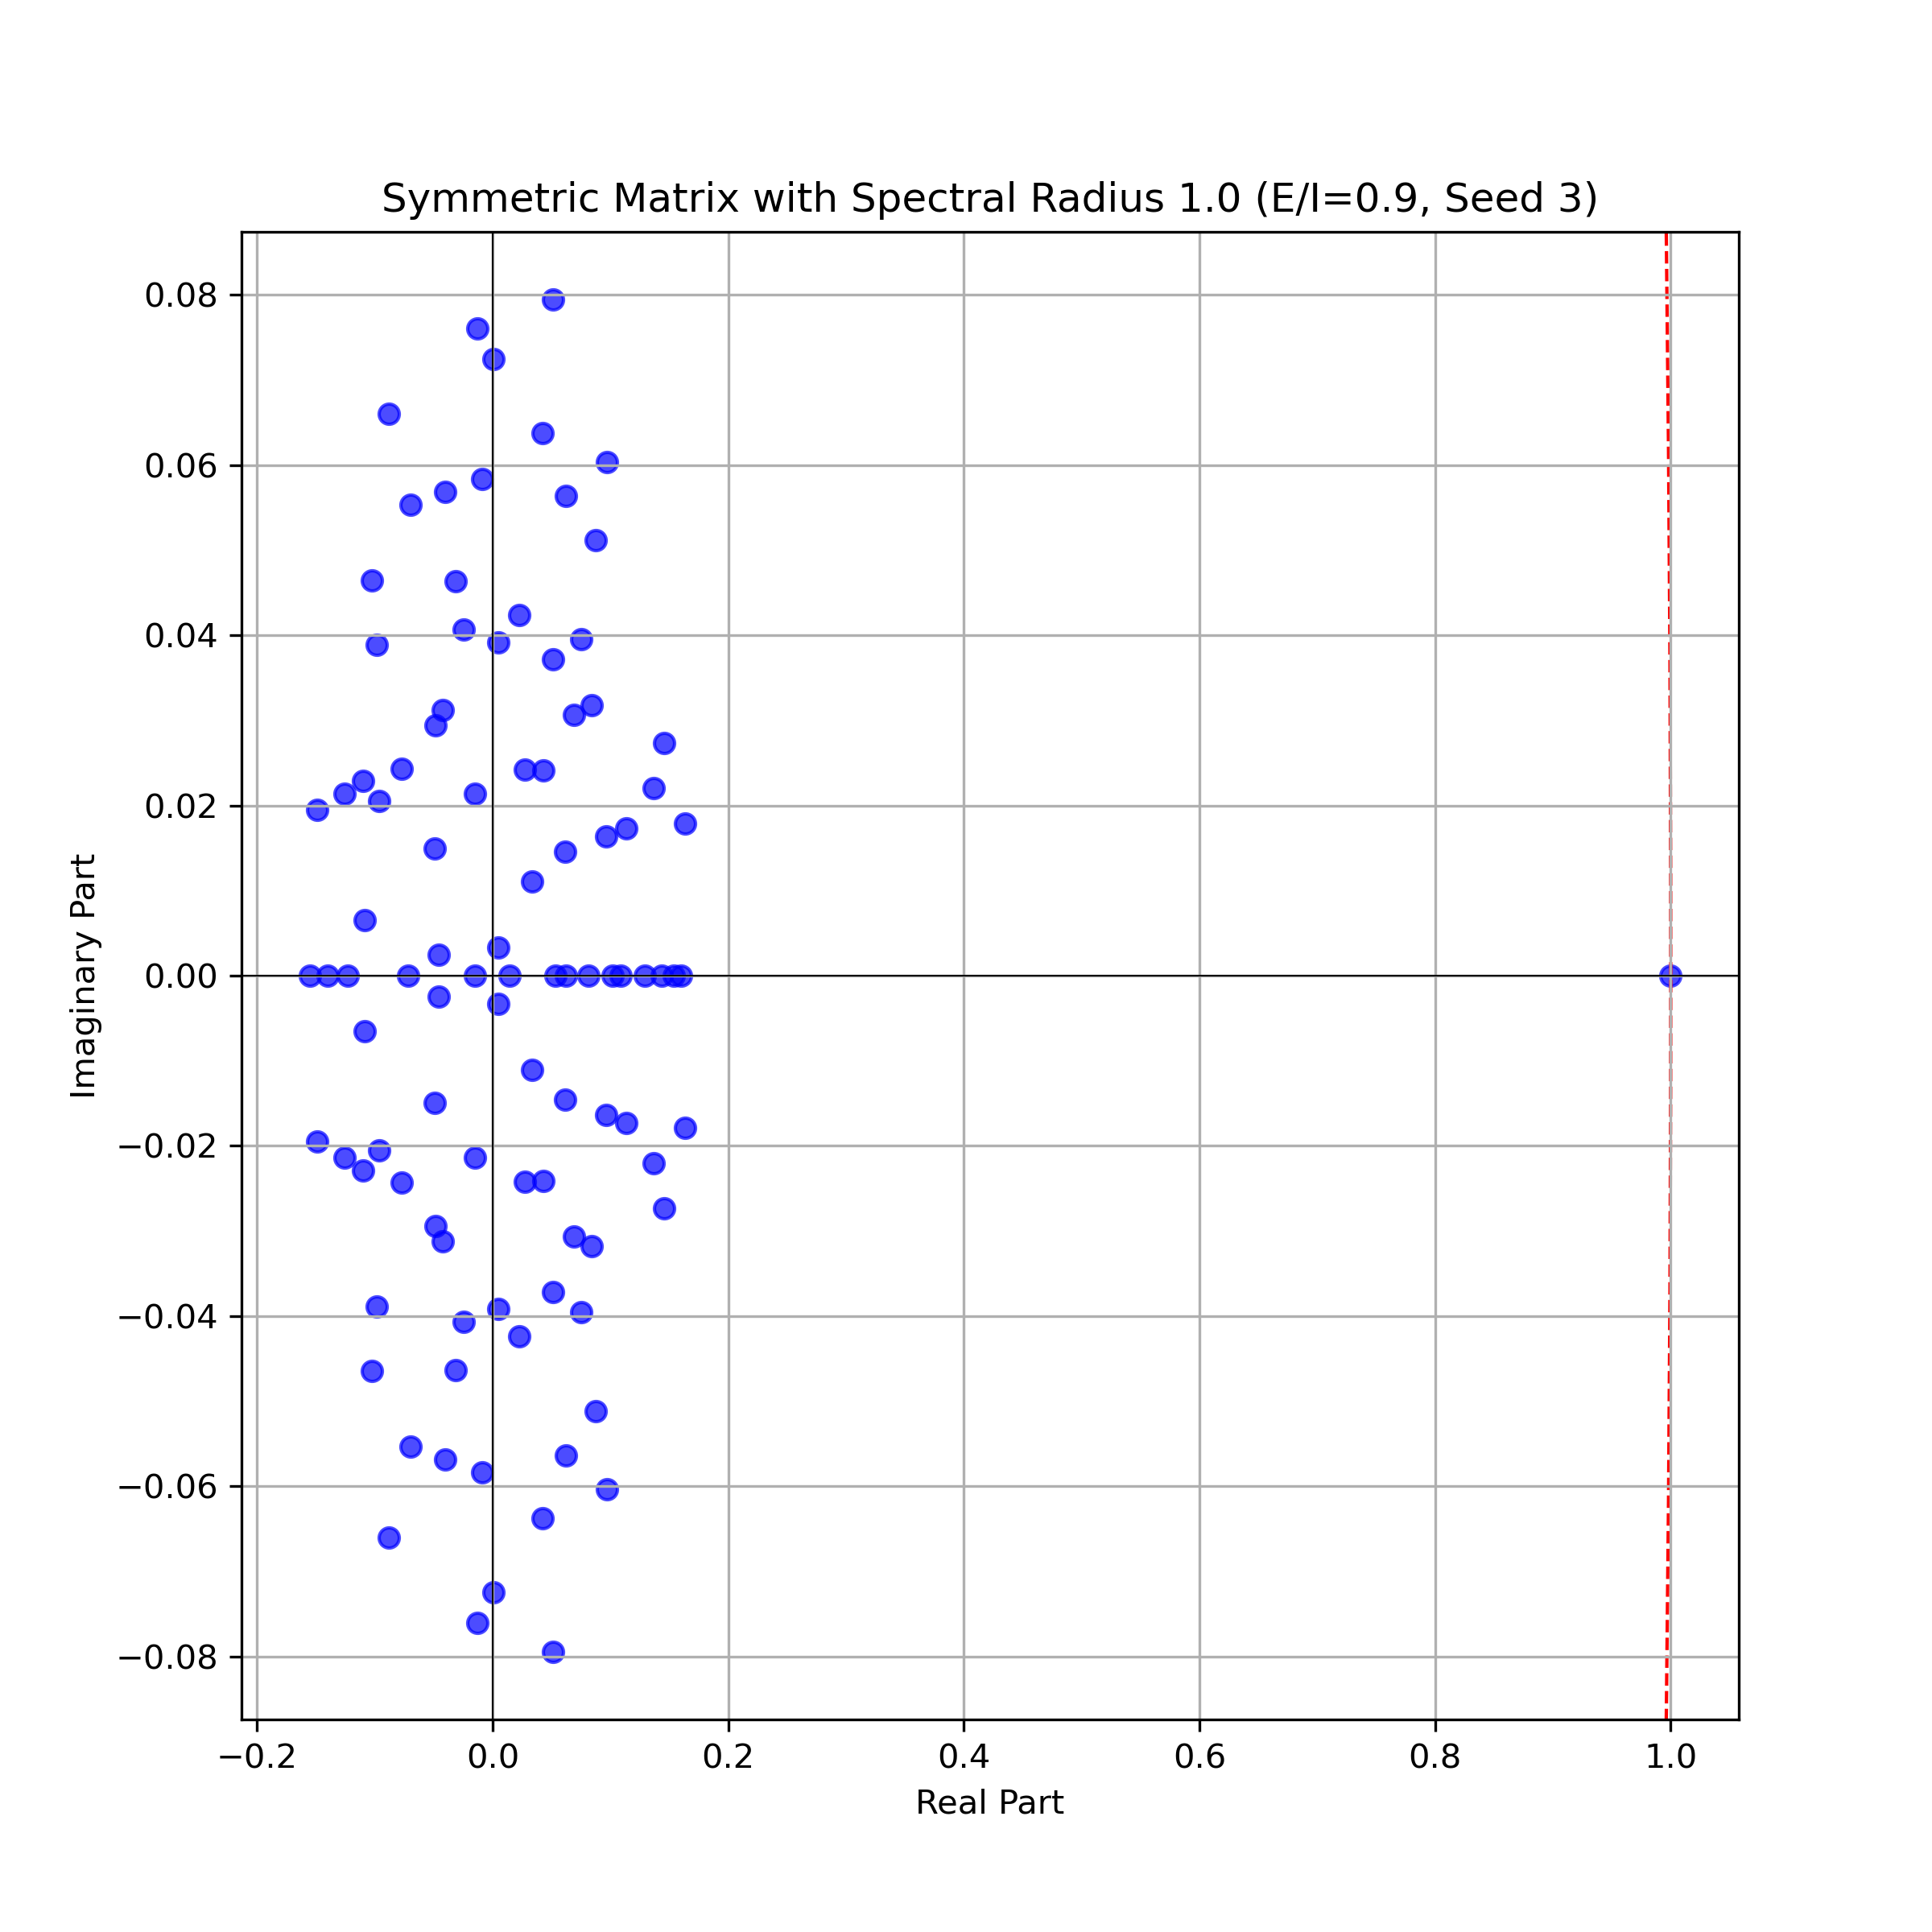 Symmetric Matrix with Spectral Radius 1.0 (E/I=0.9, Seed 3)
0.08
0.06
0.04
0.02
0.00
−0.02
−0.04
−0.06
−0.08
Imaginary Part
−0.2 0.0 0.2 0.4 0.6 0.8 1.0
Real Part